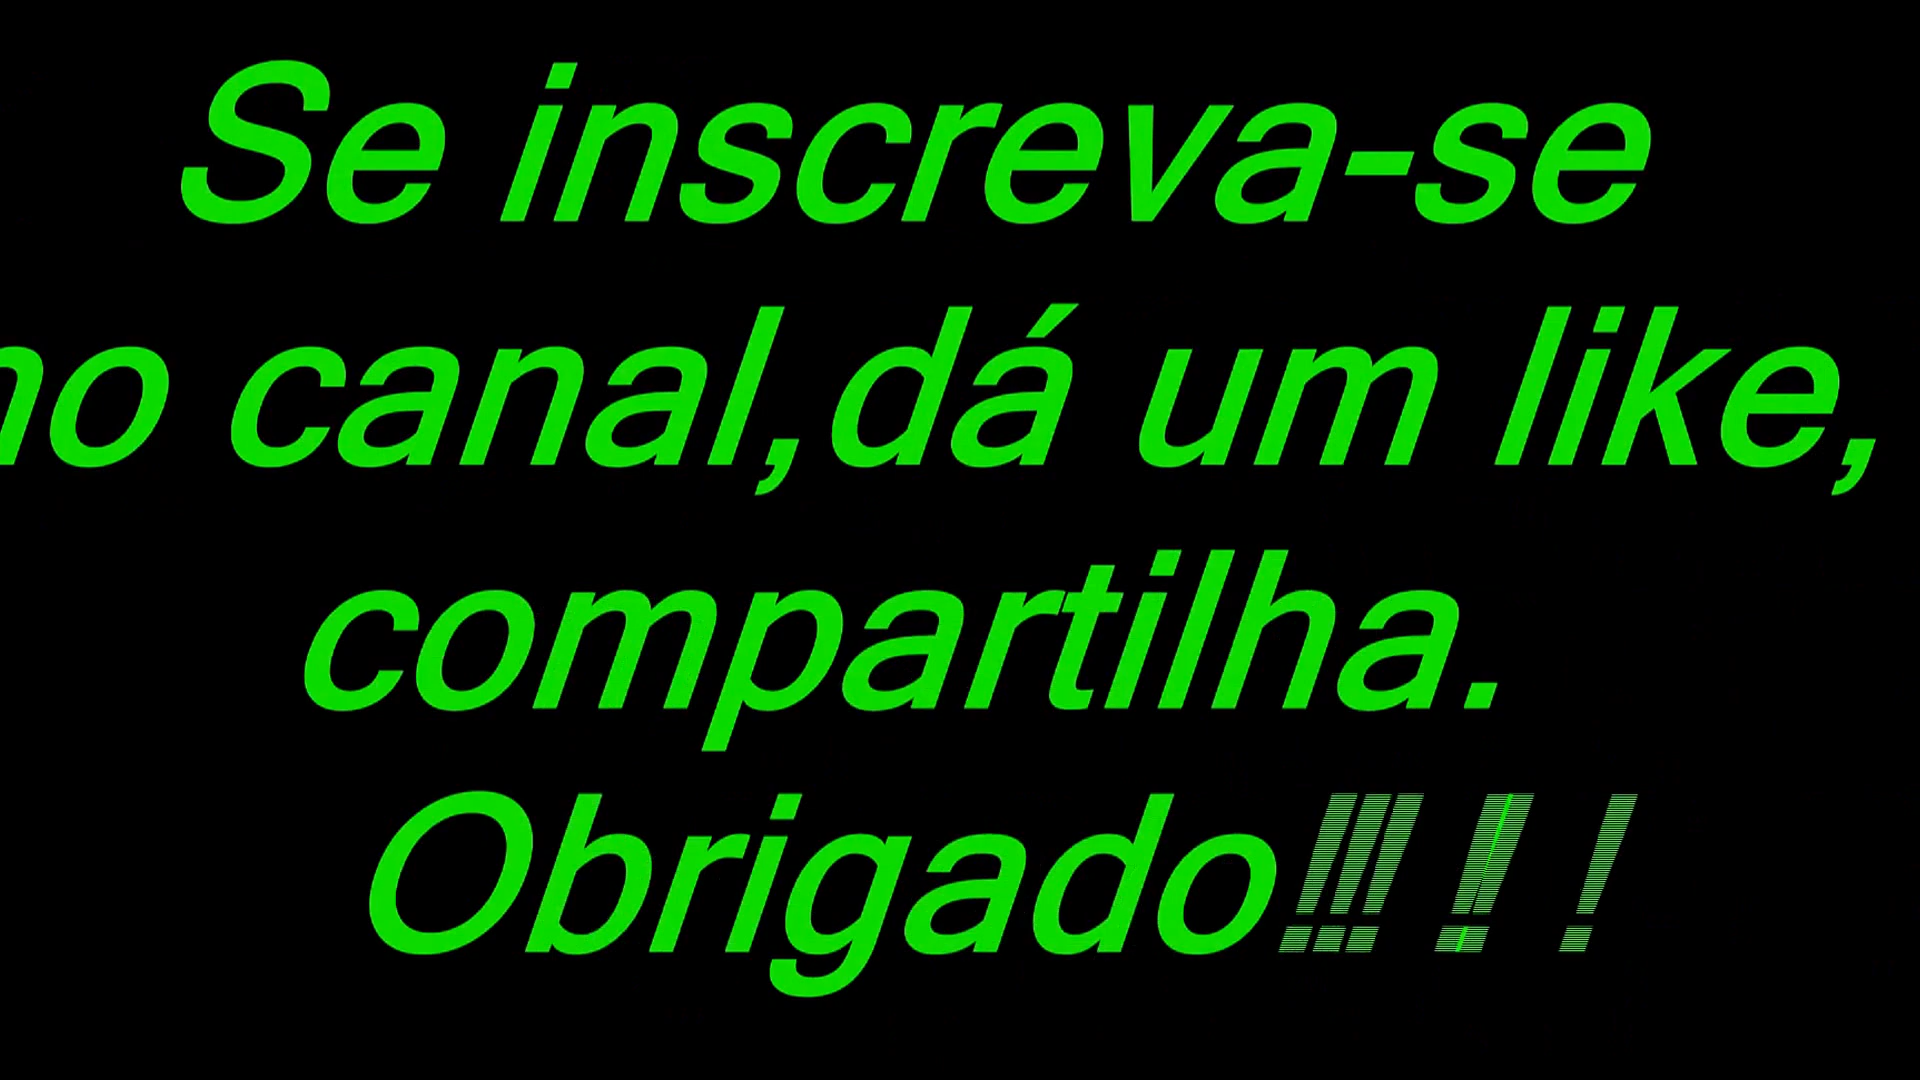 Se inscreva-se
no canal,dá um like,
compartilha.
Obrigado!!! ! !